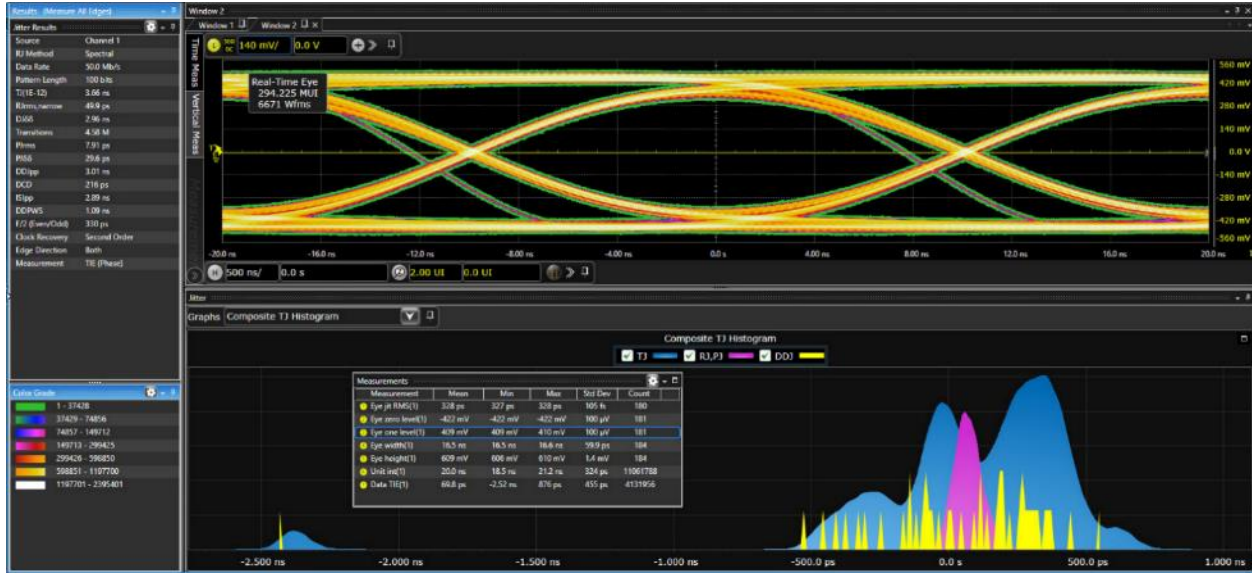 Results (Measure All Edges)
Jitter Results
Source Channel 1
RJ Method Spectral
Data Rate 50.0 Mb/s
Pattern Length 100 bits
TJ(1E-12) 3.66 ns
RJrms,narrow 49.9 ps
DJδδ 2.96 ns
Transitions 4.58 M
PJrms 7.91 ps
PJδδ 29.6 ps
DDJpp 3.01 ns
DCD 216 ps
ISIpp 2.89 ns
DDPWS 1.09 ns
F/2 (Even/Odd) 330 ps
Clock Recovery Second Order
Edge Direction Both
Measurement TIE (Phase)
Color Grade
1 - 37428
37429 - 74856
74857 - 149712
149713 - 299425
299426 - 598850
598851 - 1197700
1197701 - 2395401
Window 2
Window 1 Window 2
Time Meas
Vertical Meas
140 mV/ 0.0 V
Real-Time Eye
294.225 MUI
6671 Wfms
560 mV
420 mV
280 mV
140 mV
0.0 V
-140 mV
-280 mV
-420 mV
-560 mV
-20.0 ns -16.0 ns -12.0 ns -8.00 ns -4.00 ns 0.0 s 4.00 ns 8.00 ns 12.0 ns 16.0 ns 20.0 ns
H 500 ns/ 0.0 s 2.00 UI 0.0 UI
Jitter
Graphs Composite TJ Histogram
Composite TJ Histogram
TJ RJ,PJ DDJ
Measurements
Measurement Mean Min Max Std Dev Count
Eye jit RMS(1) 328 ps 327 ps 328 ps 105 fs 180
Eye zero level(1) -422 mV -422 mV -422 mV 100 µV 181
Eye one level(1) 409 mV 409 mV 410 mV 100 µV 181
Eye width(1) 16.5 ns 16.5 ns 16.6 ns 59.9 ps 184
Eye height(1) 609 mV 606 mV 610 mV 1.4 mV 184
Unit int(1) 20.0 ns 18.5 ns 21.2 ns 324 ps 11061788
Data TIE(1) 69.8 ps -2.52 ns 876 ps 455 ps 4131956
-2.500 ns -2.000 ns -1.500 ns -1.000 ns -500.0 ps 0.0 s 500.0 ps 1.000 ns